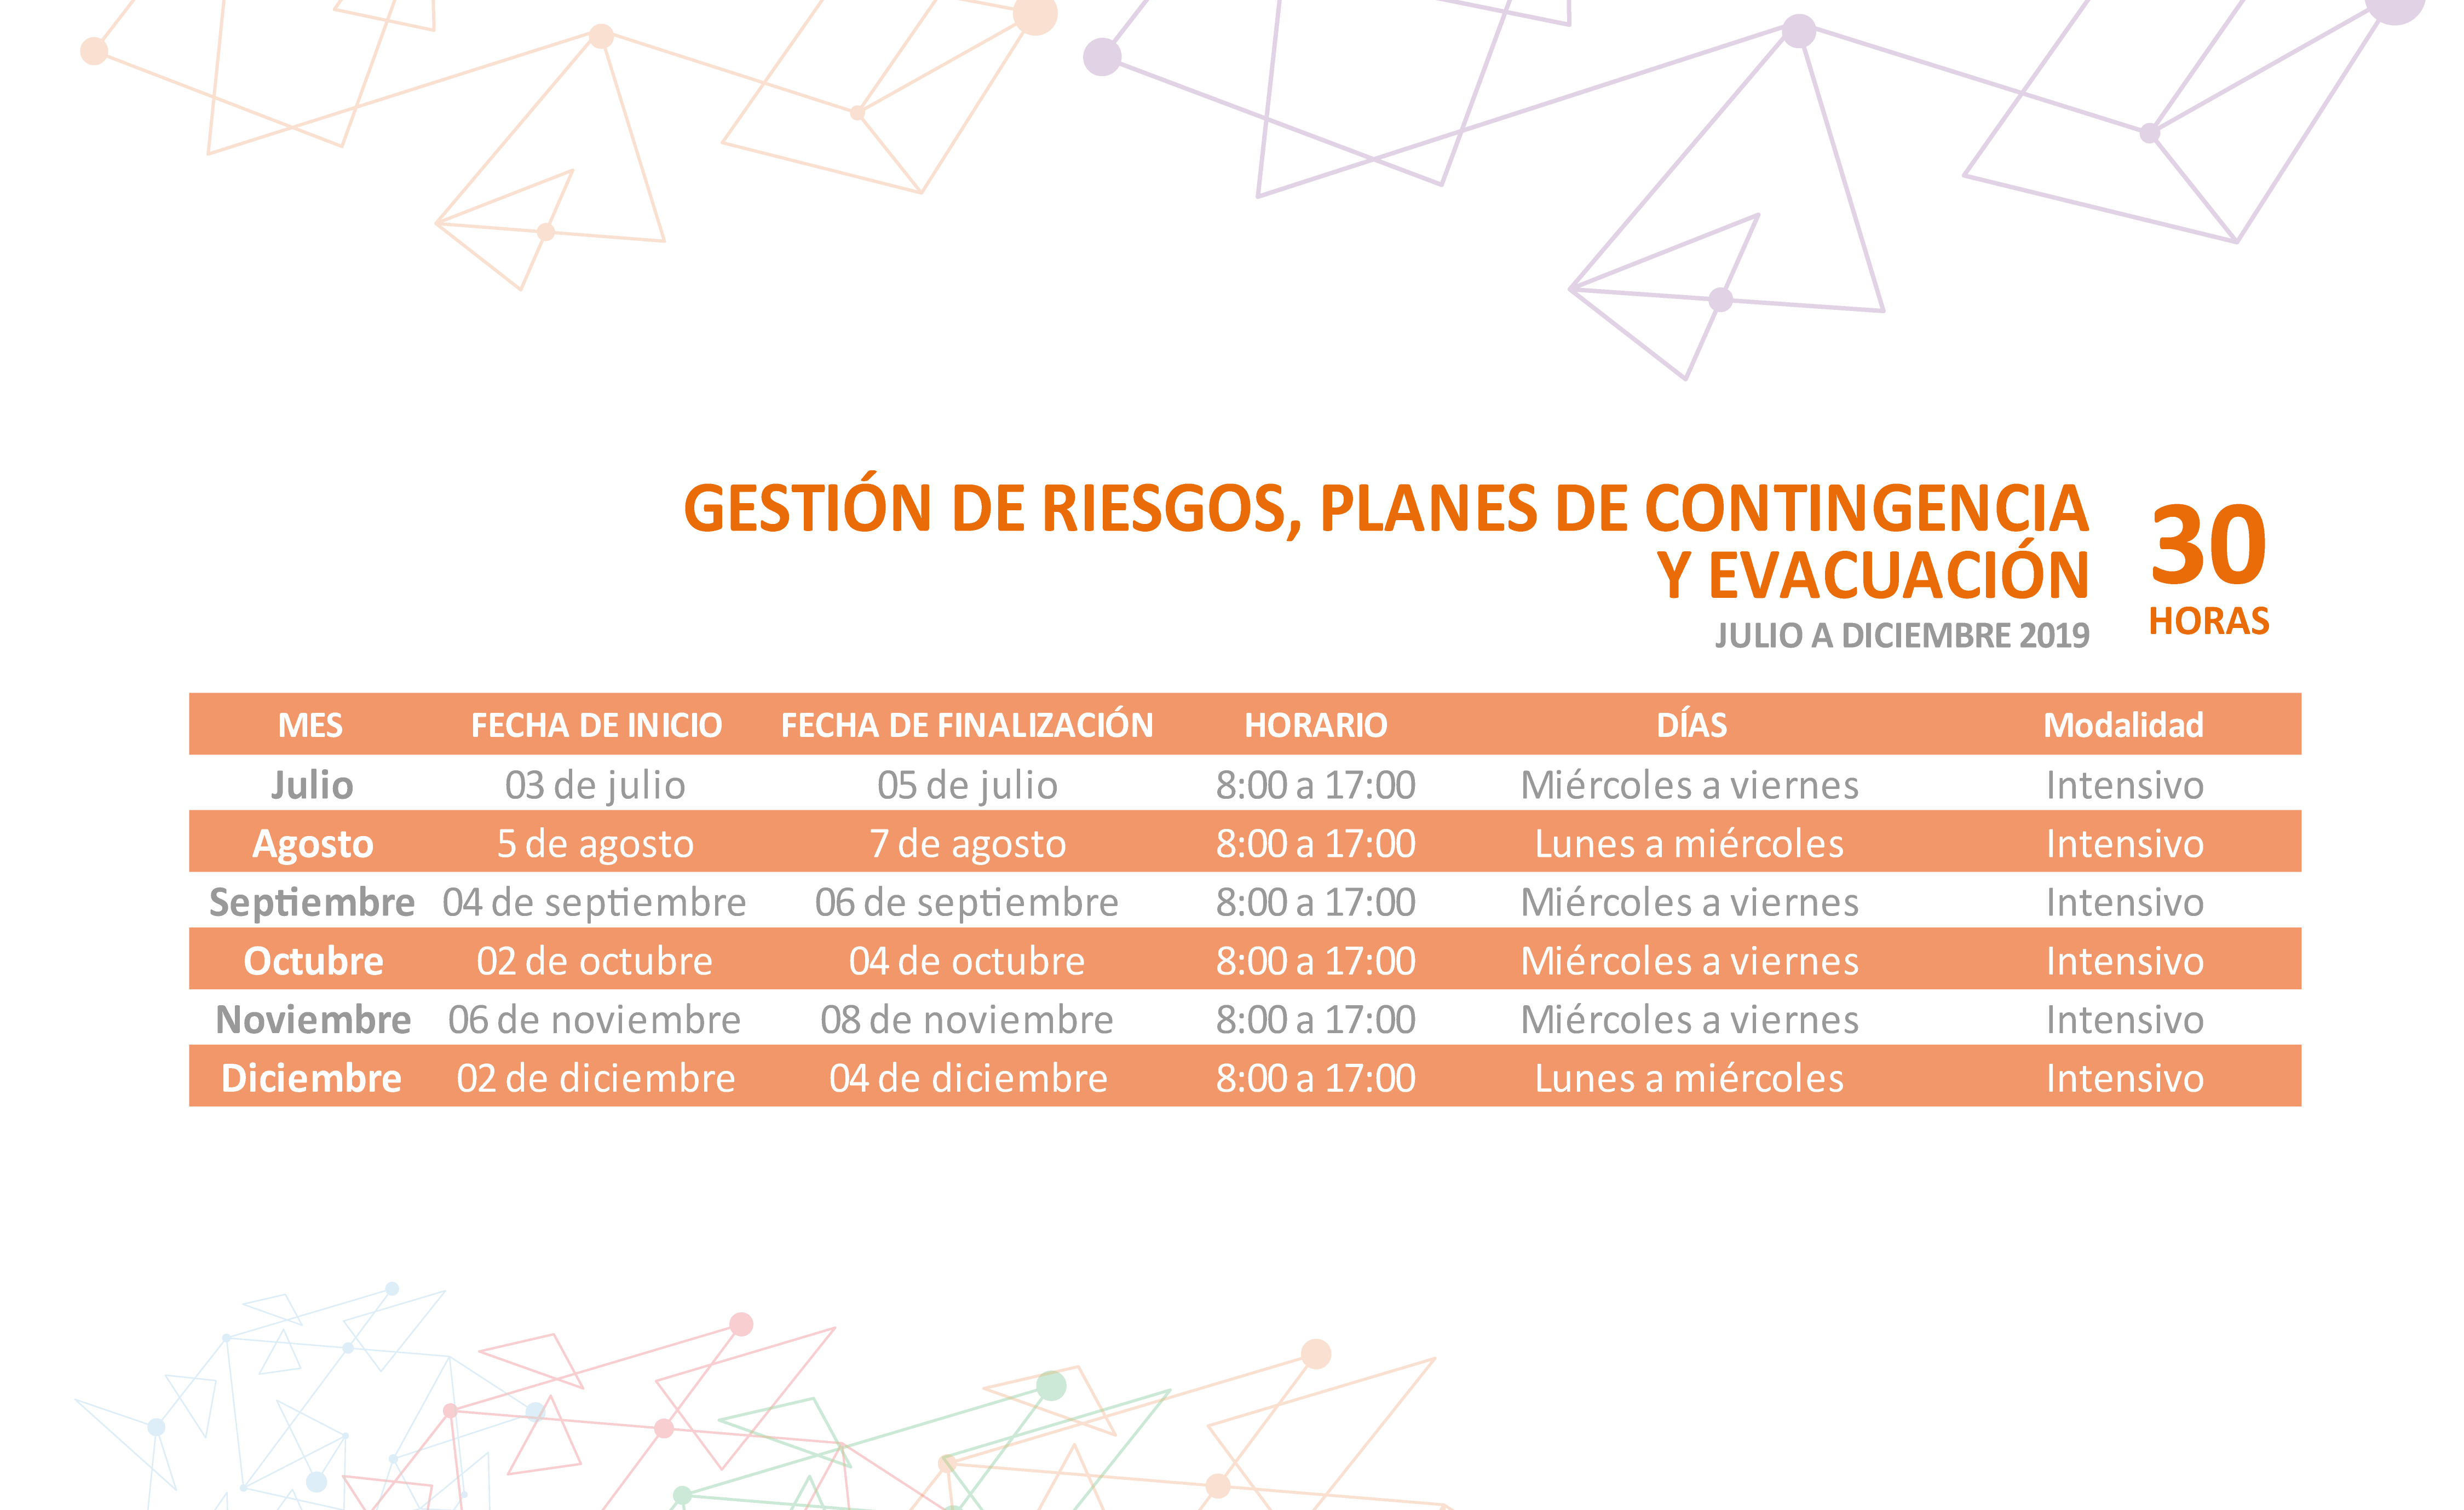 GESTIÓN DE RIESGOS, PLANES DE CONTINGENCIA
Y EVACUACIÓN
JULIO A DICIEMBRE 2019
30
HORAS
MES FECHA DE INICIO FECHA DE FINALIZACIÓN HORARIO DÍAS Modalidad
Julio 03 de julio 05 de julio 8:00 a 17:00 Miércoles a viernes Intensivo
Agosto 5 de agosto 7 de agosto 8:00 a 17:00 Lunes a miércoles Intensivo
Septiembre 04 de septiembre 06 de septiembre 8:00 a 17:00 Miércoles a viernes Intensivo
Octubre 02 de octubre 04 de octubre 8:00 a 17:00 Miércoles a viernes Intensivo
Noviembre 06 de noviembre 08 de noviembre 8:00 a 17:00 Miércoles a viernes Intensivo
Diciembre 02 de diciembre 04 de diciembre 8:00 a 17:00 Lunes a miércoles Intensivo